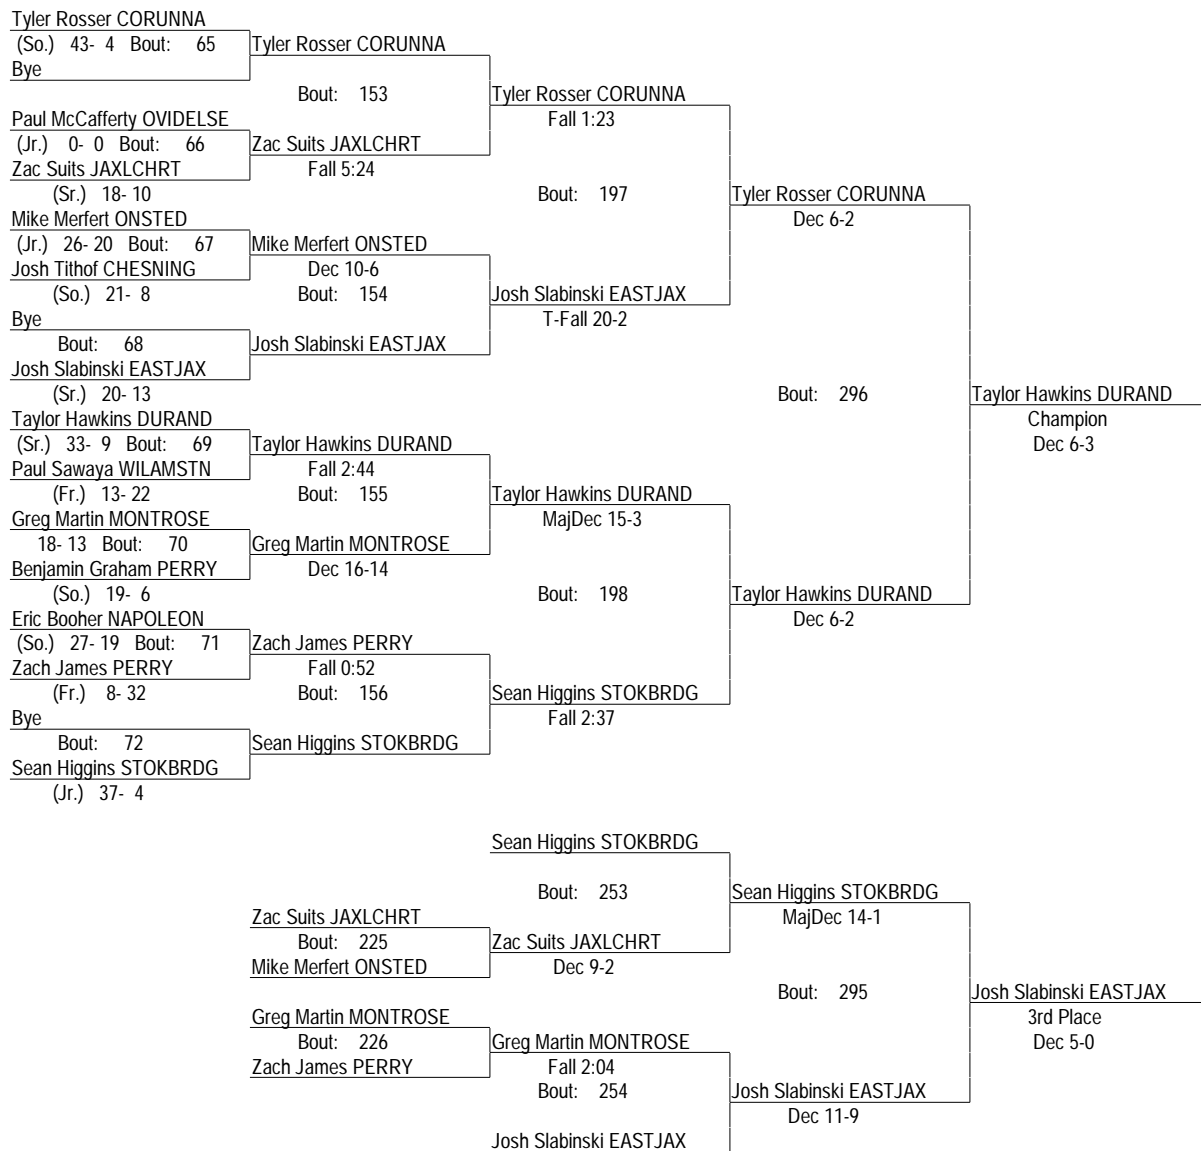 Tyler Rosser CORUNNA
(So.) 43- 4 Bout: 65 Tyler Rosser CORUNNA
Bye
Bout: 153 Tyler Rosser CORUNNA
Paul McCafferty OVIDELSE Fall 1:23
(Jr.) 0- 0 Bout: 66 Zac Suits JAXLCHRT
Zac Suits JAXLCHRT Fall 5:24
(Sr.) 18- 10 Bout: 197 Tyler Rosser CORUNNA
Mike Merfert ONSTED Dec 6-2
(Jr.) 26- 20 Bout: 67 Mike Merfert ONSTED
Josh Tithof CHESNING Dec 10-6
(So.) 21- 8 Bout: 154 Josh Slabinski EASTJAX
Bye T-Fall 20-2
Bout: 68 Josh Slabinski EASTJAX
Josh Slabinski EASTJAX
(Sr.) 20- 13 Bout: 296 Taylor Hawkins DURAND
Taylor Hawkins DURAND Champion
(Sr.) 33- 9 Bout: 69 Taylor Hawkins DURAND Dec 6-3
Paul Sawaya WILAMSTN Fall 2:44
(Fr.) 13- 22 Bout: 155 Taylor Hawkins DURAND
Greg Martin MONTROSE MajDec 15-3
18- 13 Bout: 70 Greg Martin MONTROSE
Benjamin Graham PERRY Dec 16-14
(So.) 19- 6 Bout: 198 Taylor Hawkins DURAND
Eric Booher NAPOLEON Dec 6-2
(So.) 27- 19 Bout: 71 Zach James PERRY
Zach James PERRY Fall 0:52
(Fr.) 8- 32 Bout: 156 Sean Higgins STOKBRDG
Bye Fall 2:37
Bout: 72 Sean Higgins STOKBRDG
Sean Higgins STOKBRDG
(Jr.) 37- 4
Sean Higgins STOKBRDG
Bout: 253 Sean Higgins STOKBRDG
Zac Suits JAXLCHRT MajDec 14-1
Bout: 225 Zac Suits JAXLCHRT
Mike Merfert ONSTED Dec 9-2
Bout: 295 Josh Slabinski EASTJAX
Greg Martin MONTROSE 3rd Place
Bout: 226 Greg Martin MONTROSE Dec 5-0
Zach James PERRY Fall 2:04
Bout: 254 Josh Slabinski EASTJAX
Dec 11-9
Josh Slabinski EASTJAX